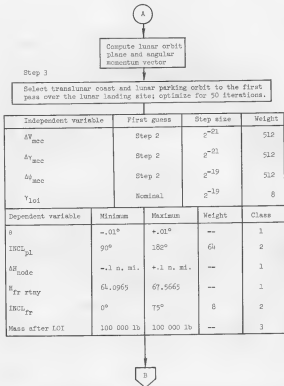 A
Compute lunar orbit
plane and angular
momentum vector
Step 3
Select translunar coast and lunar parking orbit to the first
pass over the lunar landing site; optimize for 50 iterations.
Independent variable First guess Step size Weight
ΔV_mcc Step 2 2^-21 512
Δγ_mcc Step 2 2^-21 512
Δψ_mcc Step 2 2^-19 512
γ_loi Nominal 2^-19 8
Dependent variable Minimum Maximum Weight Class
θ -.01° +.01° -- 1
INCL_pl 90° 182° 64 2
ΔH_node -.1 n. mi. +.1 n. mi. -- 1
H_fr rtny 64.0965 67.5665 -- 1
INCL_fr 0° 75° 8 2
Mass after LOI 100 000 lb 100 000 lb -- 3
B